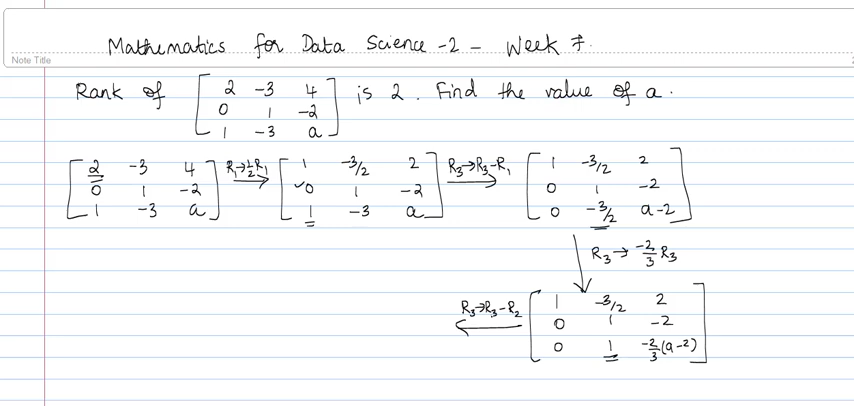 Mathematics for Data Science -2 - Week 7.
Note Title
Rank of [2 -3 4; 0 1 -2; 1 -3 a] is 2. Find the value of a.
[2 -3 4; 0 1 -2; 1 -3 a] R₁→½R₁ [1 -3/2 2; 0 1 -2; 1 -3 a] R₃→R₃-R₁ [1 -3/2 2; 0 1 -2; 0 -3/2 a-2]
R₃→-2/3 R₃
R₃→R₃-R₂ [1 -3/2 2; 0 1 -2; 0 1 -2/3(a-2)]